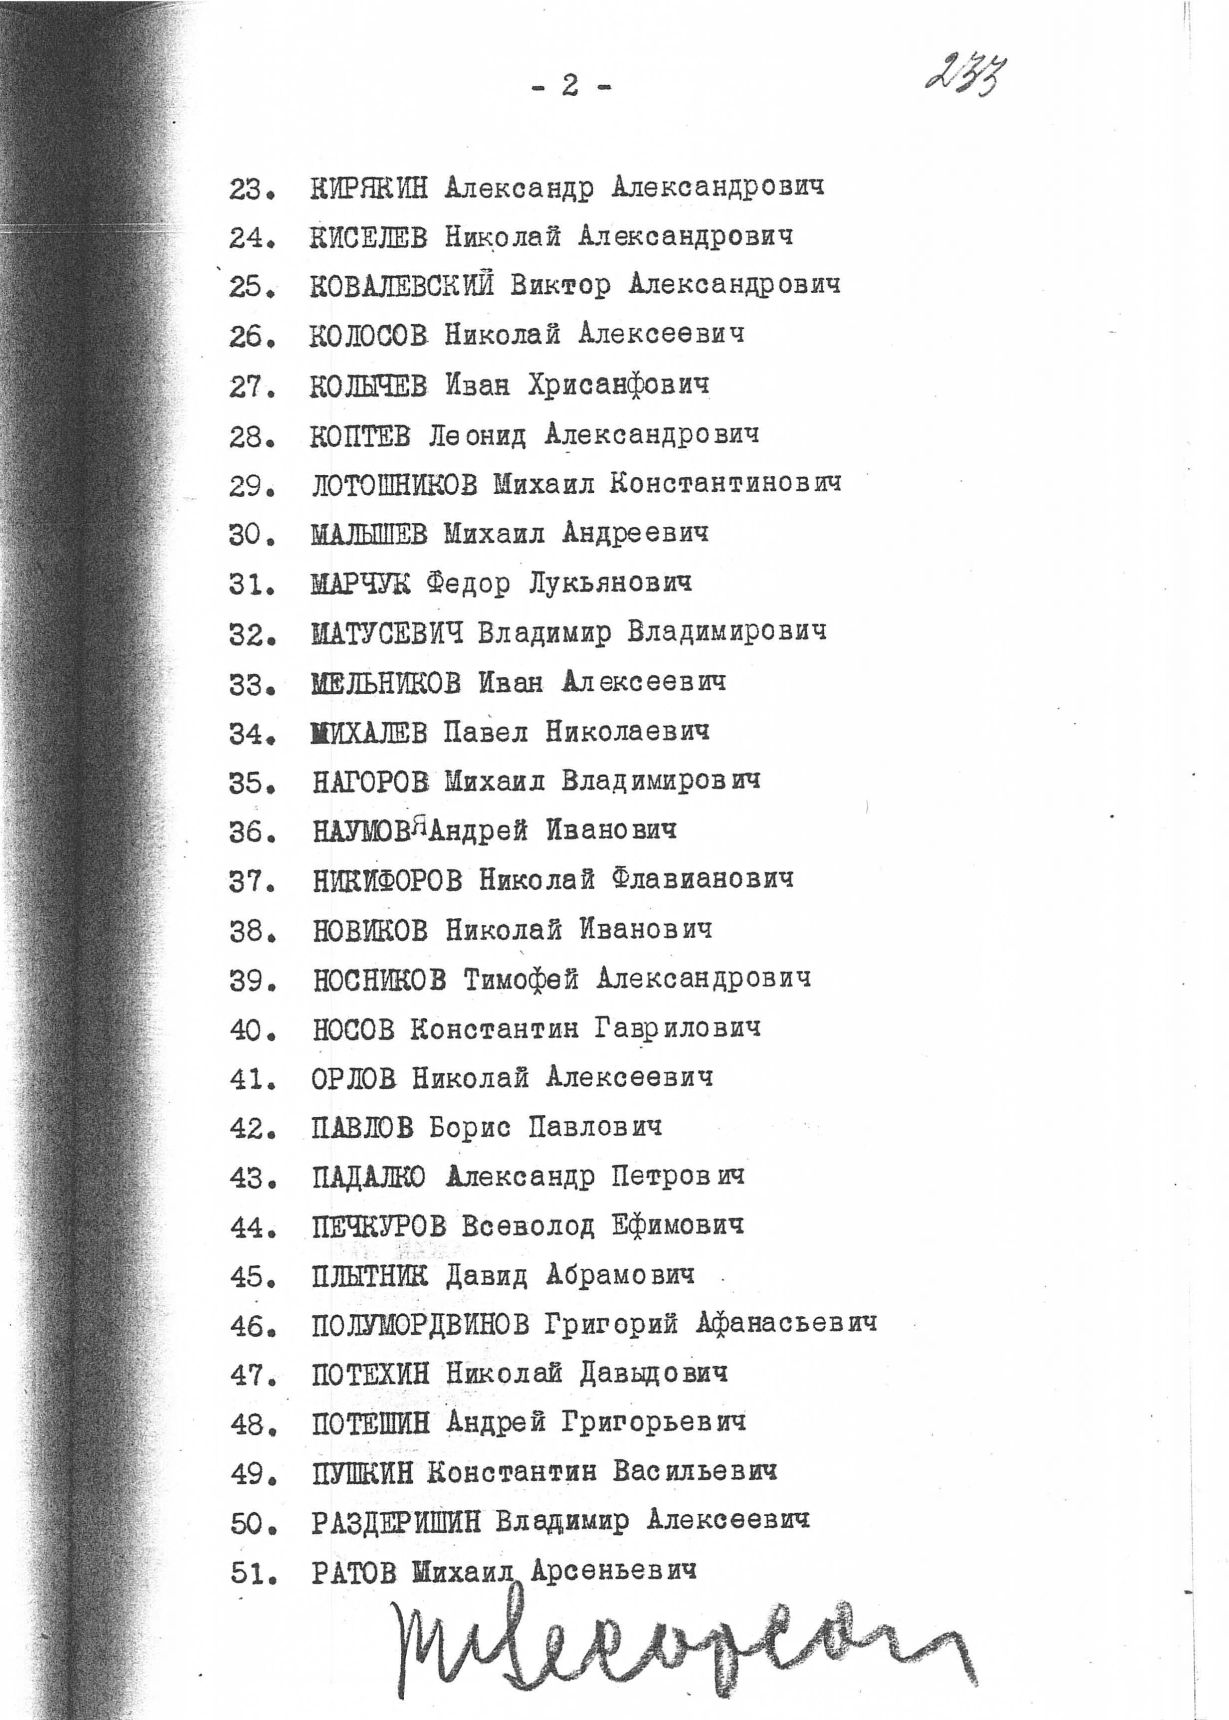 - 2 -
233
23. КИРЯКИН Александр Александрович
24. КИСЕЛЕВ Николай Александрович
25. КОВАЛЕВСКИЙ Виктор Александрович
26. КОЛОСОВ Николай Алексеевич
27. КОЛЫЧЕВ Иван Хрисанфович
28. КОПТЕВ Леонид Александрович
29. ЛОТОШНИКОВ Михаил Константинович
30. МАЛЫШЕВ Михаил Андреевич
31. МАРЧУК Федор Лукьянович
32. МАТУСЕВИЧ Владимир Владимирович
33. МЕЛЬНИКОВ Иван Алексеевич
34. МИХАЛЕВ Павел Николаевич
35. НАГОРОВ Михаил Владимирович
36. НАУМОВ Андрей Иванович
37. НИКИФОРОВ Николай Флавианович
38. НОВИКОВ Николай Иванович
39. НОСНИКОВ Тимофей Александрович
40. НОСОВ Константин Гаврилович
41. ОРЛОВ Николай Алексеевич
42. ПАВЛОВ Борис Павлович
43. ПАДАЛКО Александр Петрович
44. ПЕЧКУРОВ Всеволод Ефимович
45. ПЛЫТНИК Давид Абрамович
46. ПОЛУМОРДВИНОВ Григорий Афанасьевич
47. ПОТЕХИН Николай Давыдович
48. ПОТЕШИН Андрей Григорьевич
49. ПУШКИН Константин Васильевич
50. РАЗДЕРИШИН Владимир Алексеевич
51. РАТОВ Михаил Арсеньевич